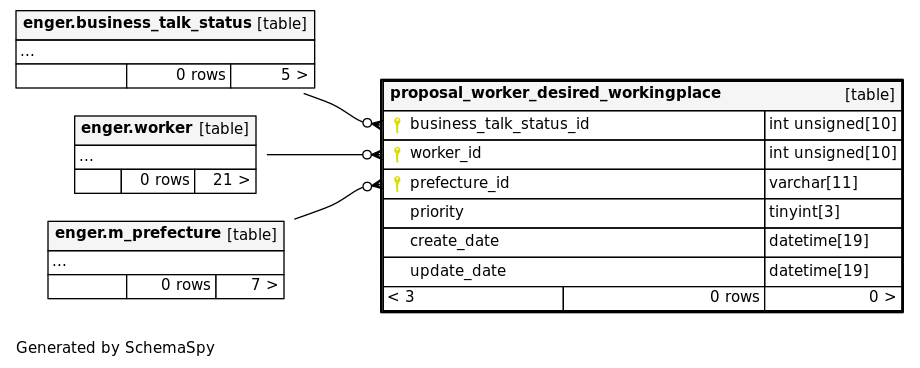 enger.business_talk_status [table]
...
0 rows 5 >
enger.worker [table]
...
0 rows 21 >
enger.m_prefecture [table]
...
0 rows 7 >
proposal_worker_desired_workingplace [table]
business_talk_status_id int unsigned[10]
worker_id int unsigned[10]
prefecture_id varchar[11]
priority tinyint[3]
create_date datetime[19]
update_date datetime[19]
< 3 0 rows 0 >
Generated by SchemaSpy